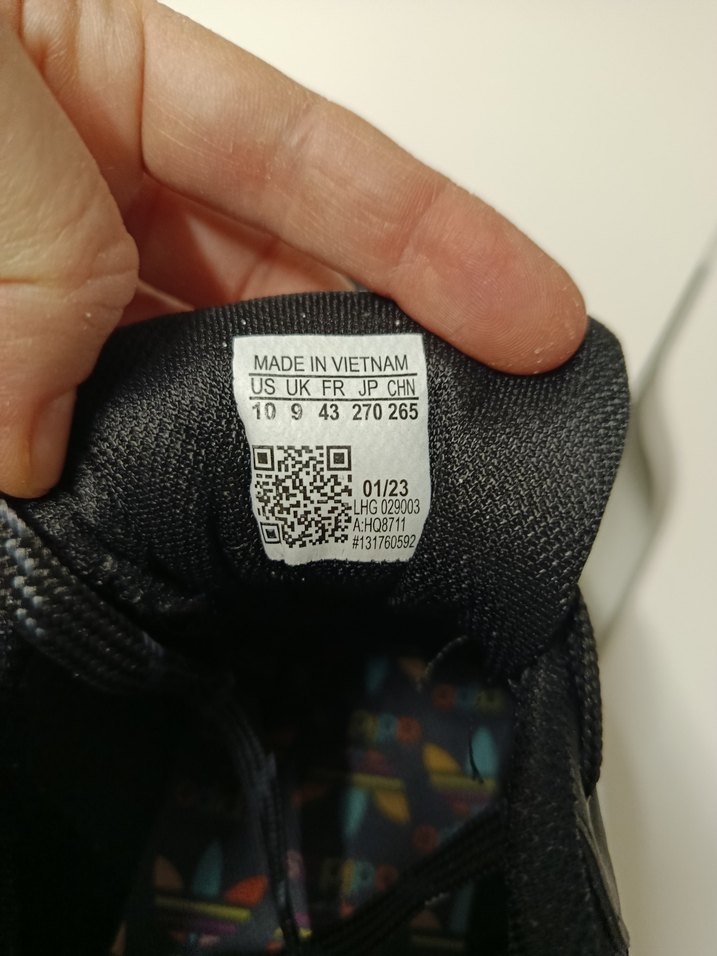 MADE IN VIETNAM
US UK FR JP CHN
10 9 43 270 265
01/23
LHG 029003
A:HQ8711
#131760592